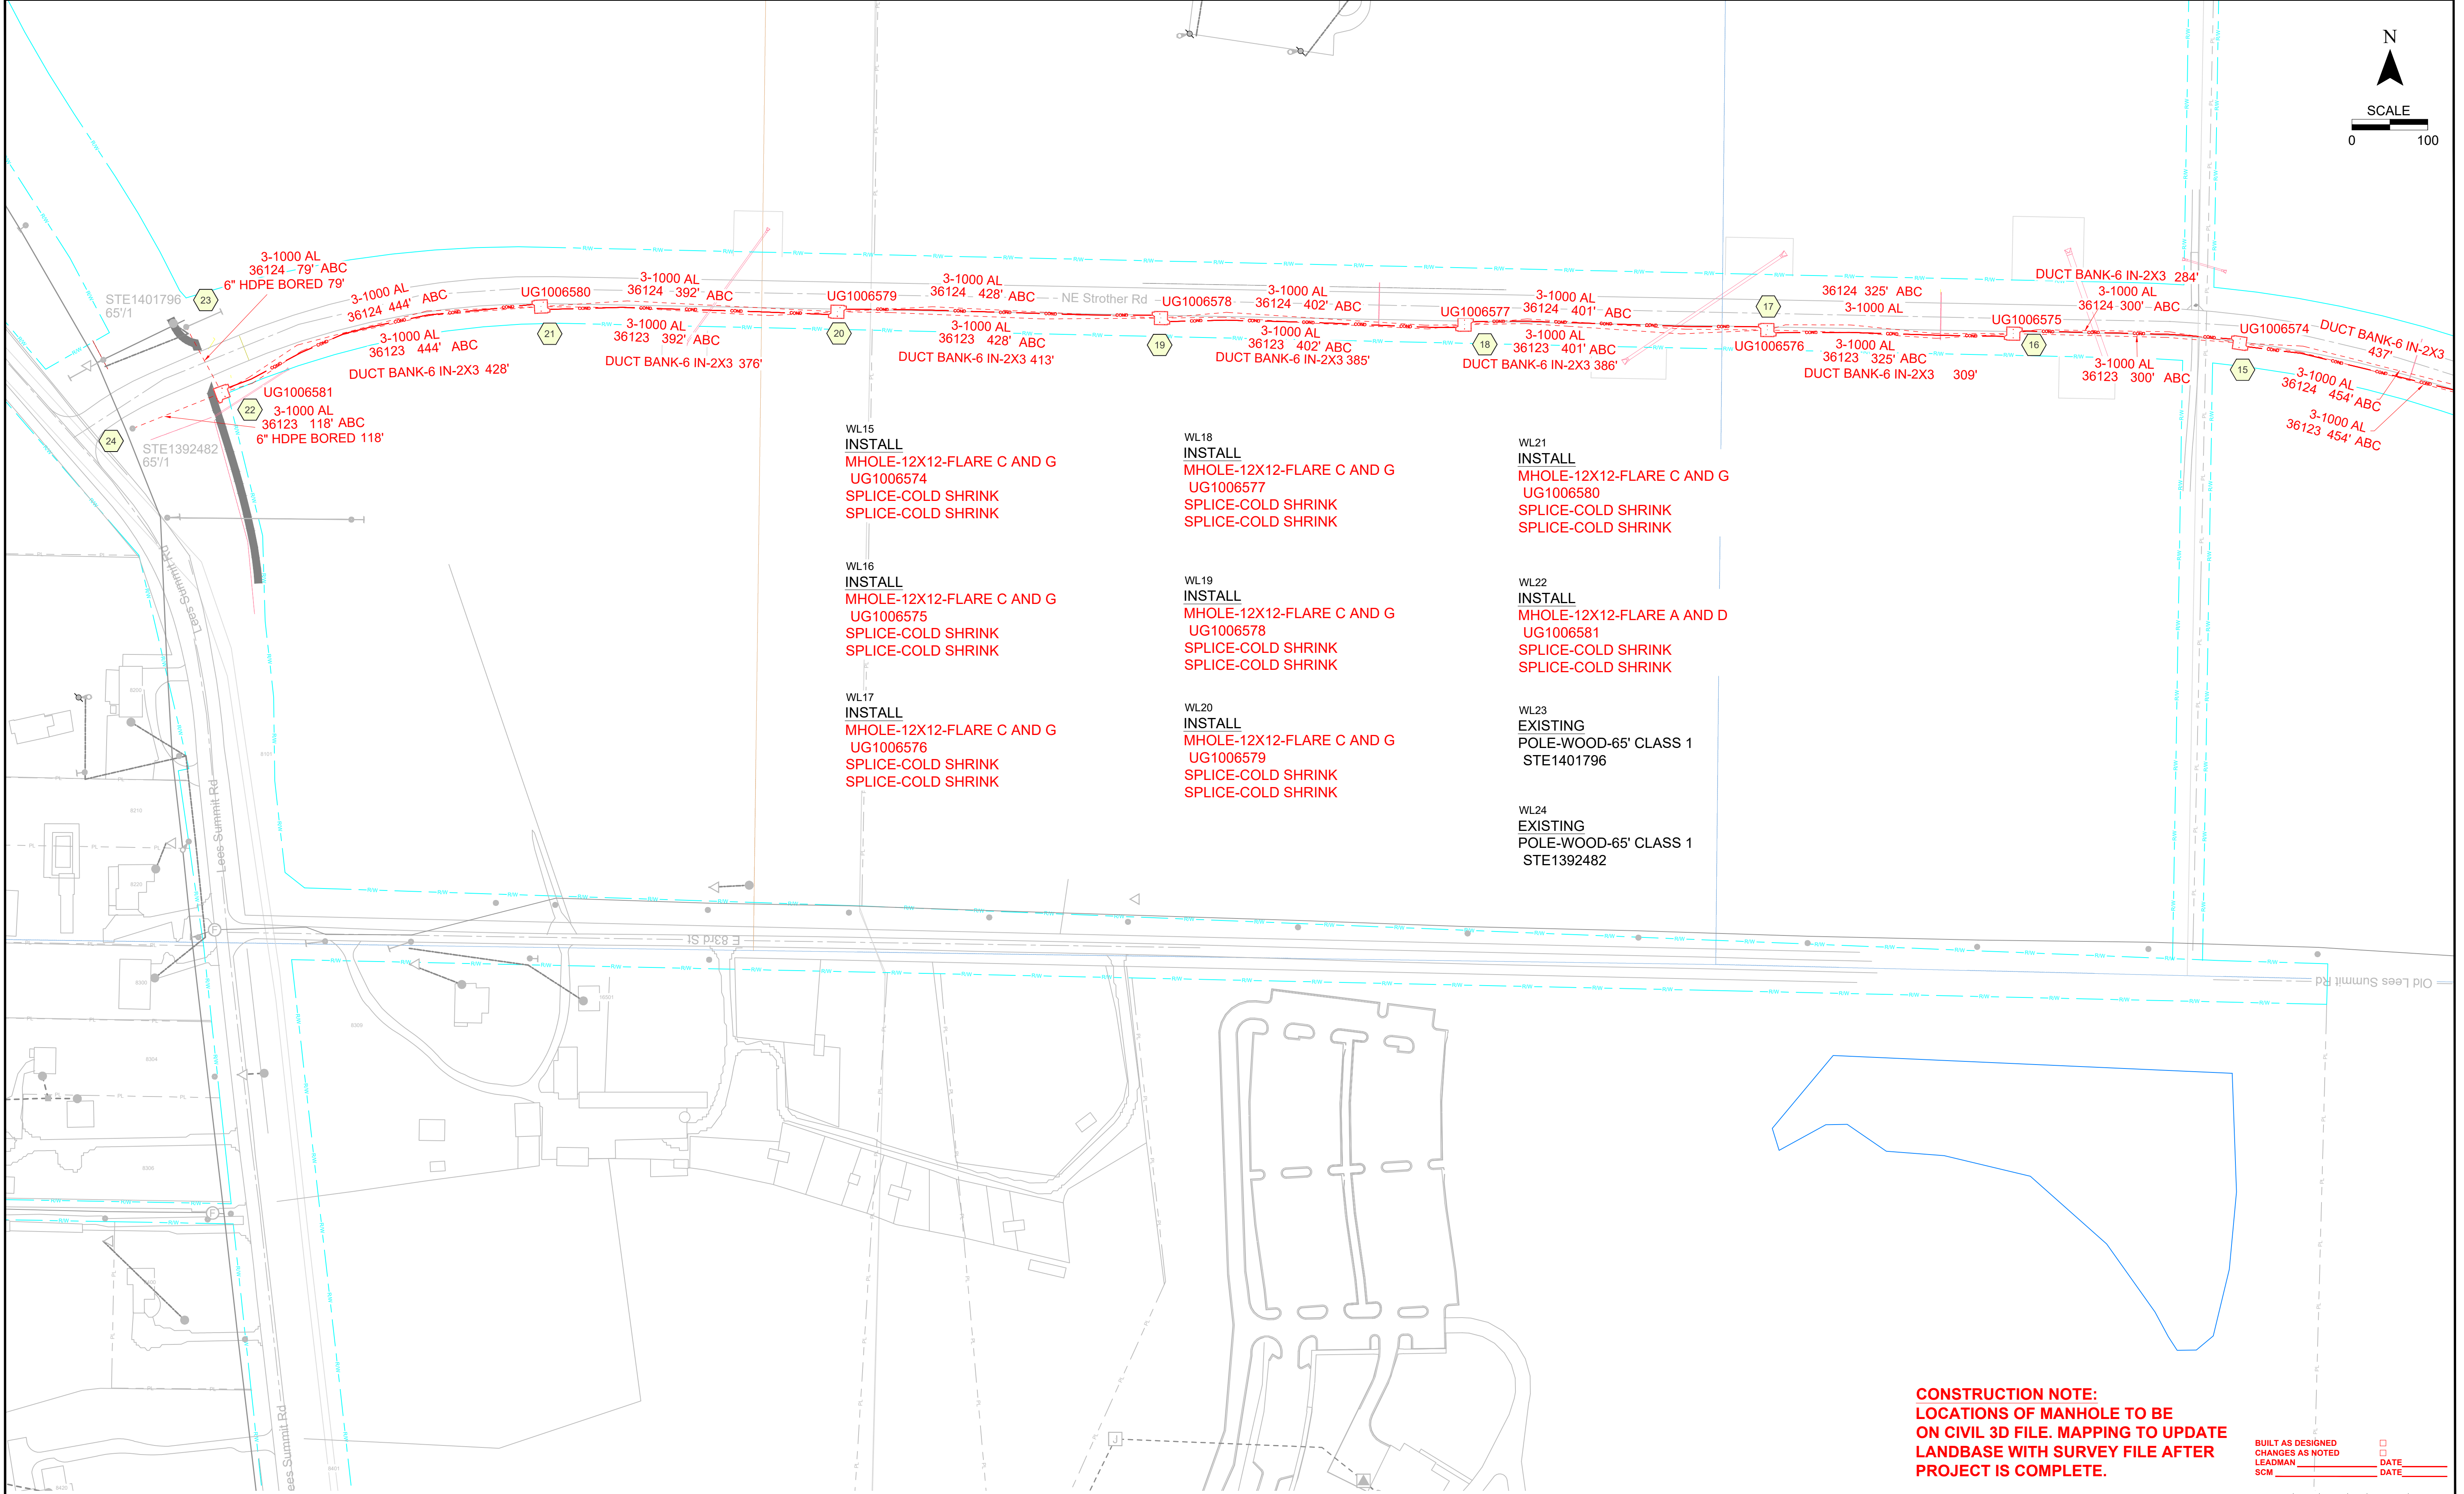 N
SCALE
0 100
3-1000 AL
36124 79' ABC
6" HDPE BORED 79'
STE1401796
65'/1
23
3-1000 AL
36124 444' ABC
3-1000 AL
36123 444' ABC
DUCT BANK-6 IN-2X3 428'
UG1006581
22
3-1000 AL
36123 118' ABC
6" HDPE BORED 118'
24
STE1392482
65'/1
UG1006580
21
3-1000 AL
36124 392' ABC
3-1000 AL
36123 392' ABC
DUCT BANK-6 IN-2X3 376'
UG1006579
20
3-1000 AL
36124 428' ABC
3-1000 AL
36123 428' ABC
DUCT BANK-6 IN-2X3 413'
NE Strother Rd
UG1006578
19
3-1000 AL
36124 402' ABC
3-1000 AL
36123 402' ABC
DUCT BANK-6 IN-2X3 385'
UG1006577
18
3-1000 AL
36124 401' ABC
3-1000 AL
36123 401' ABC
DUCT BANK-6 IN-2X3 386'
17
UG1006576
36124 325' ABC
3-1000 AL
3-1000 AL
36123 325' ABC
DUCT BANK-6 IN-2X3 309'
UG1006575
16
DUCT BANK-6 IN-2X3 284'
3-1000 AL
36124 300' ABC
3-1000 AL
36123 300' ABC
UG1006574
15
DUCT BANK-6 IN-2X3
437'
3-1000 AL
36124 454' ABC
3-1000 AL
36123 454' ABC
WL15
INSTALL
MHOLE-12X12-FLARE C AND G
UG1006574
SPLICE-COLD SHRINK
SPLICE-COLD SHRINK
WL16
INSTALL
MHOLE-12X12-FLARE C AND G
UG1006575
SPLICE-COLD SHRINK
SPLICE-COLD SHRINK
WL17
INSTALL
MHOLE-12X12-FLARE C AND G
UG1006576
SPLICE-COLD SHRINK
SPLICE-COLD SHRINK
WL18
INSTALL
MHOLE-12X12-FLARE C AND G
UG1006577
SPLICE-COLD SHRINK
SPLICE-COLD SHRINK
WL19
INSTALL
MHOLE-12X12-FLARE C AND G
UG1006578
SPLICE-COLD SHRINK
SPLICE-COLD SHRINK
WL20
INSTALL
MHOLE-12X12-FLARE C AND G
UG1006579
SPLICE-COLD SHRINK
SPLICE-COLD SHRINK
WL21
INSTALL
MHOLE-12X12-FLARE C AND G
UG1006580
SPLICE-COLD SHRINK
SPLICE-COLD SHRINK
WL22
INSTALL
MHOLE-12X12-FLARE A AND D
UG1006581
SPLICE-COLD SHRINK
SPLICE-COLD SHRINK
WL23
EXISTING
POLE-WOOD-65' CLASS 1
STE1401796
WL24
EXISTING
POLE-WOOD-65' CLASS 1
STE1392482
Lees Summit Rd
Lees Summit Rd
8210
8304
8309
E 83rd St
Old Lees Summit Rd
F
F
J
Lees Summit Rd
CONSTRUCTION NOTE:
LOCATIONS OF MANHOLE TO BE
ON CIVIL 3D FILE. MAPPING TO UPDATE
LANDBASE WITH SURVEY FILE AFTER
PROJECT IS COMPLETE.
BUILT AS DESIGNED
CHANGES AS NOTED
LEADMAN DATE
SCM DATE